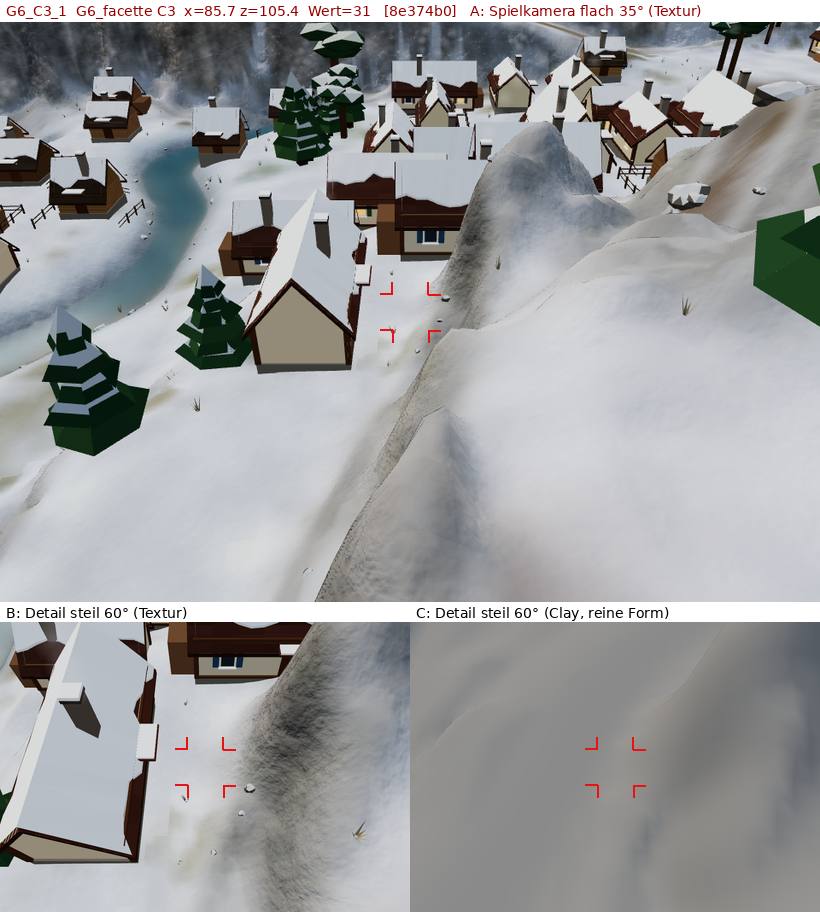 G6_C3_1  G6_facette C3  x=85.7 z=105.4  Wert=31   [8e374b0]   A: Spielkamera flach 35° (Textur)
B: Detail steil 60° (Textur)
C: Detail steil 60° (Clay, reine Form)